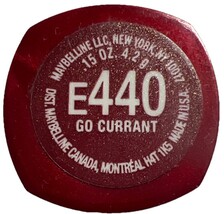 MAYBELLINE LLC, NEW YORK, NY 10017
.15 OZ. 4.2 g
E440
GO CURRANT
DIST. MAYBELLINE CANADA, MONTRÉAL H4T 1K5 MADE IN U.S.A.